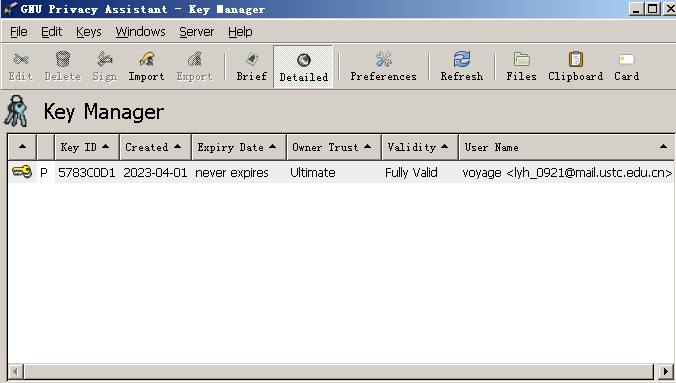 GNU Privacy Assistant - Key Manager
File Edit Keys Windows Server Help
Edit Delete Sign Import Export Brief Detailed Preferences Refresh Files Clipboard Card
Key Manager
Key ID Created Expiry Date Owner Trust Validity User Name
P 5783C0D1 2023-04-01 never expires Ultimate Fully Valid voyage <lyh_0921@mail.ustc.edu.cn>